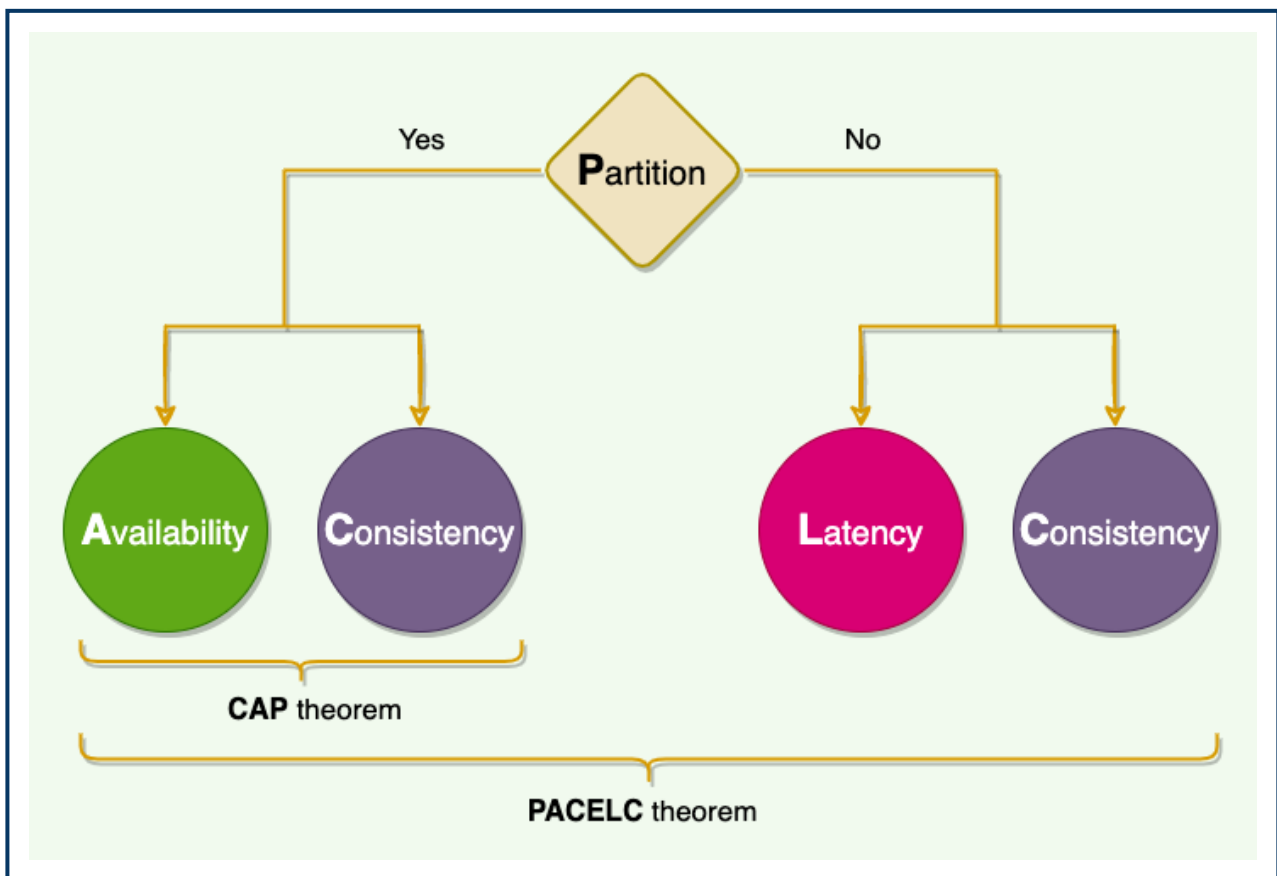 Yes
No
Partition
Availability
Consistency
Latency
Consistency
CAP theorem
PACELC theorem